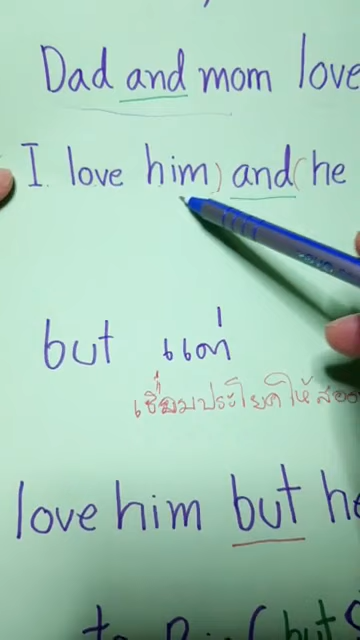 Dad and mom love
I love him) and (he
but แต่
เชื่อมประโยคให้สอง
love him but he